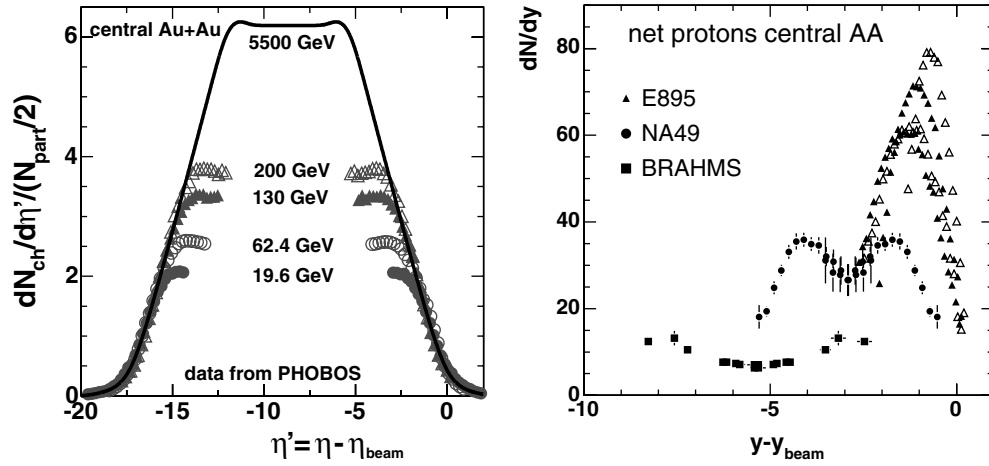 dN_ch/dη'/(N_part/2)
6
4
2
0
central Au+Au
5500 GeV
200 GeV
130 GeV
62.4 GeV
19.6 GeV
data from PHOBOS
-20 -15 -10 -5 0
η'= η - η_beam
dN/dy
80
60
40
20
0
net protons central AA
E895
NA49
BRAHMS
-10 -5 0
y-y_beam